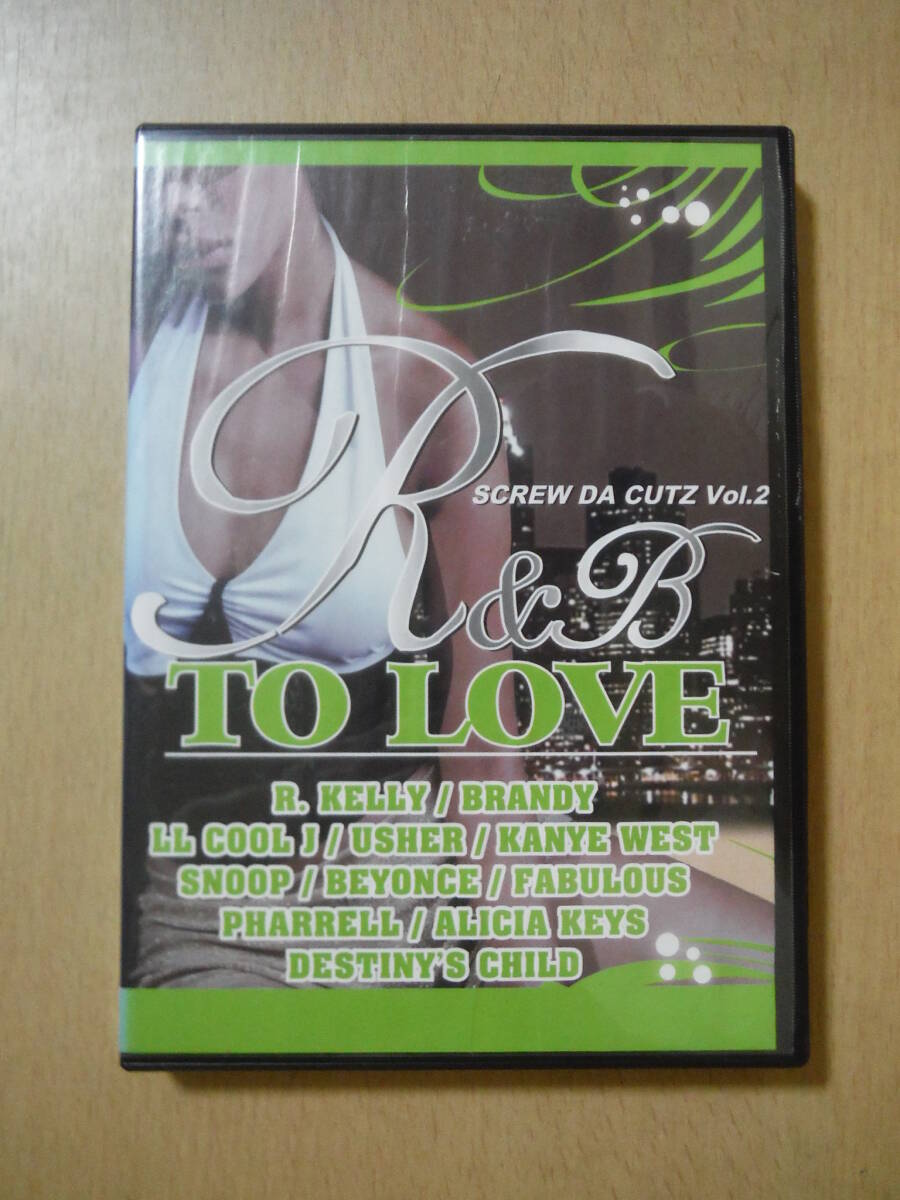 SCREW DA CUTZ Vol.2
R&B
TO LOVE
R. KELLY / BRANDY
LL COOL J / USHER / KANYE WEST
SNOOP / BEYONCE / FABULOUS
PHARRELL / ALICIA KEYS
DESTINY'S CHILD